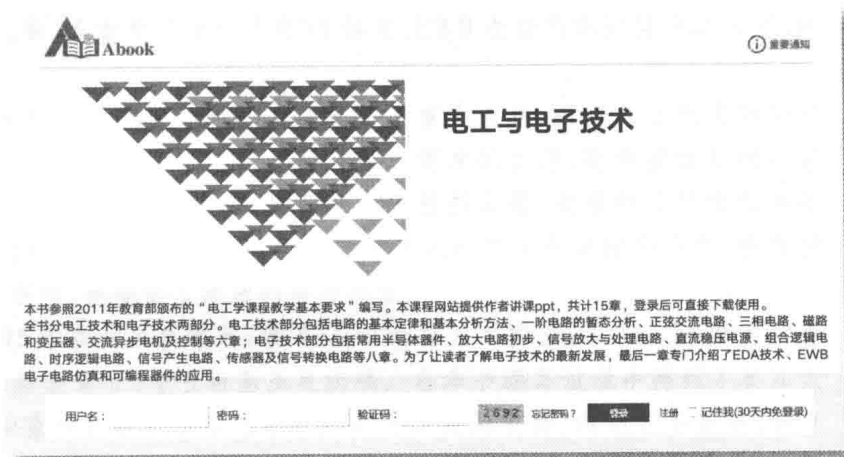 Abook
重要通知
电工与电子技术
本书参照2011年教育部颁布的“电工学课程教学基本要求”编写。本课程网站提供作者讲课ppt，共计15章，登录后可直接下载使用。
全书分电工技术和电子技术两部分。电工技术部分包括电路的基本定律和基本分析方法、一阶电路的暂态分析、正弦交流电路、三相电路、磁路
和变压器、交流异步电机及控制等六章；电子技术部分包括常用半导体器件、放大电路初步、信号放大与处理电路、直流稳压电源、组合逻辑电
路、时序逻辑电路、信号产生电路、传感器及信号转换电路等八章。为了让读者了解电子技术的最新发展，最后一章专门介绍了EDA技术、EWB
电子电路仿真和可编程器件的应用。
用户名： 密码： 验证码： 2692 忘记密码？ 登录 注册 记住我(30天内免登录)